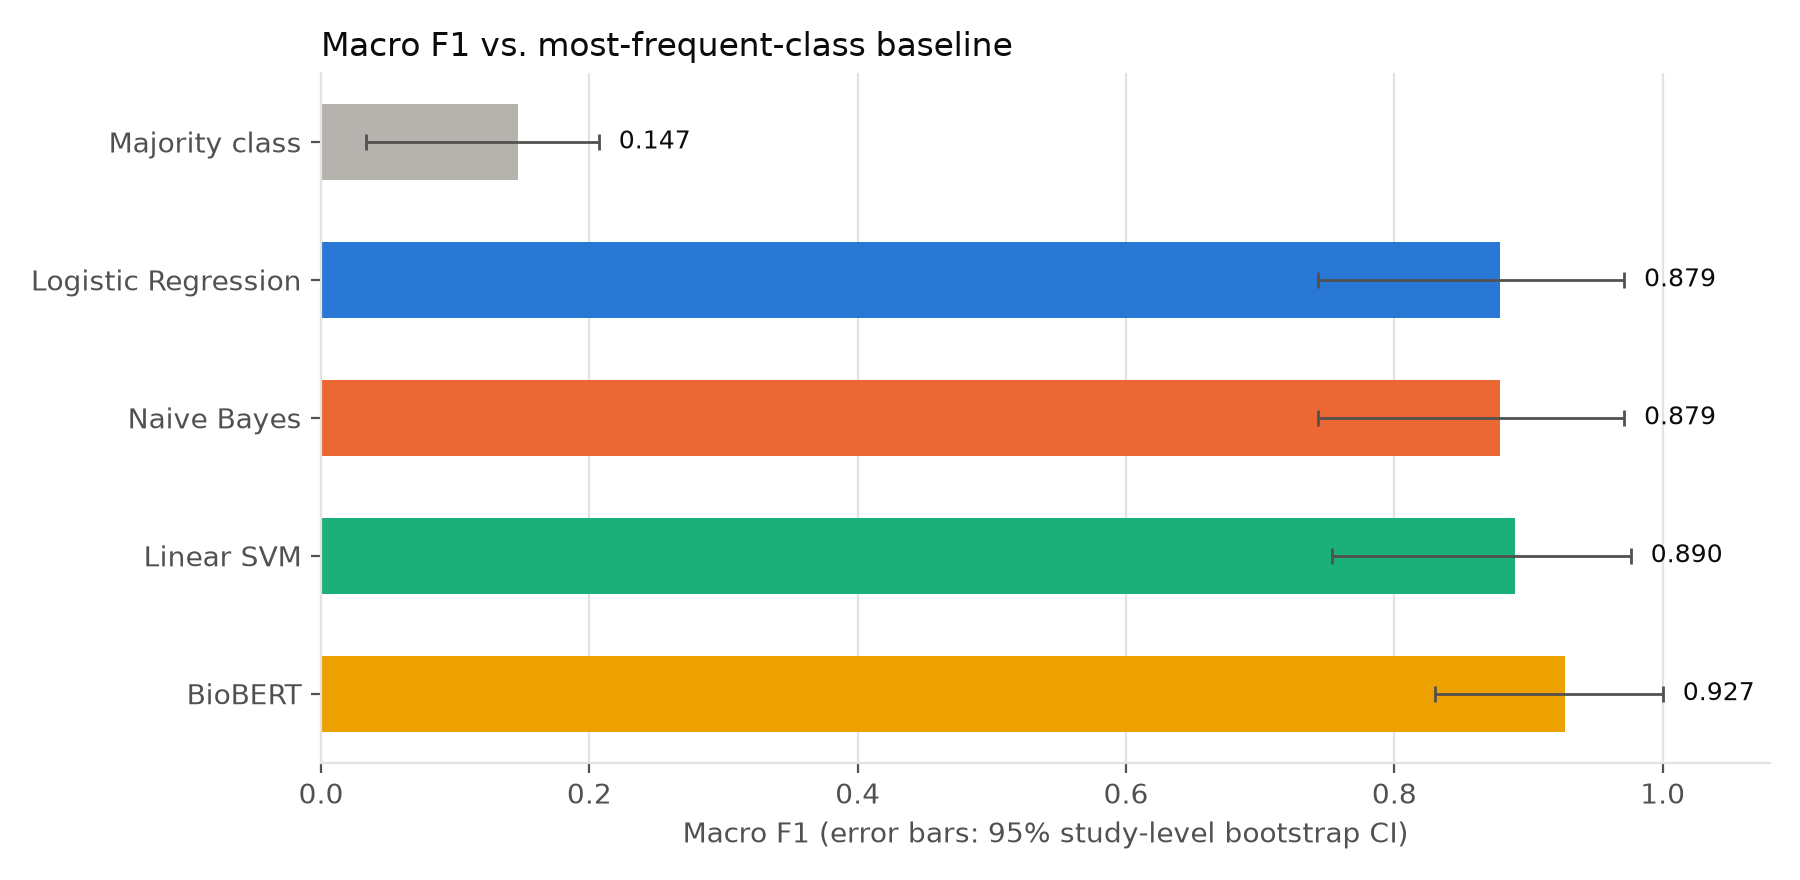 Macro F1 vs. most-frequent-class baseline
Majority class
0.147
Logistic Regression
0.879
Naive Bayes
0.879
Linear SVM
0.890
BioBERT
0.927
0.0 0.2 0.4 0.6 0.8 1.0
Macro F1 (error bars: 95% study-level bootstrap CI)